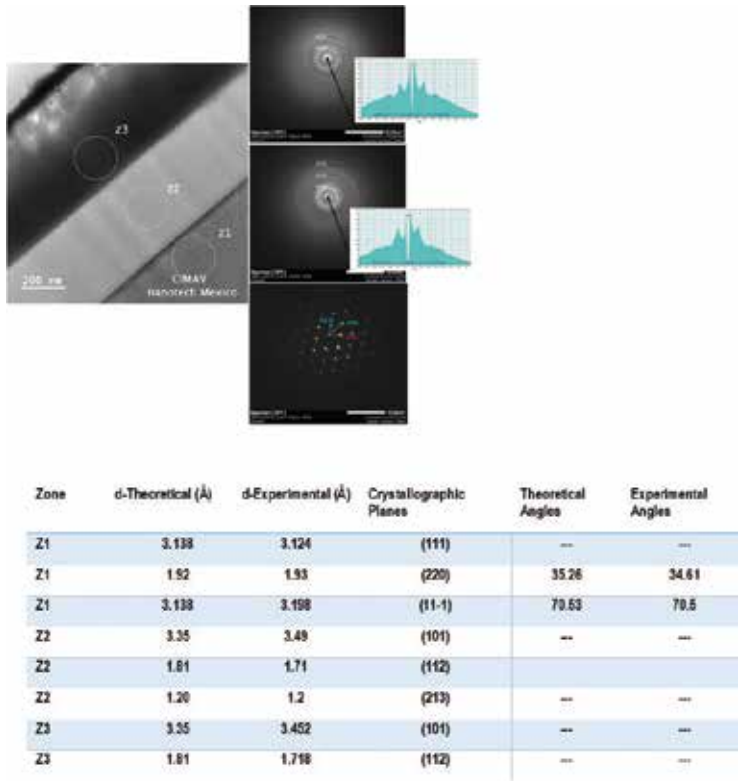 Z3
Z2
Z1
200 nm
CIMAV
Nanotech Mexico
Zone d-Theoretical (Å) d-Experimental (Å) Crystallographic Planes Theoretical Angles Experimental Angles
Z1 3.138 3.124 (111) --- ---
Z1 1.92 1.93 (220) 35.26 34.61
Z1 3.138 3.198 (11-1) 70.53 70.5
Z2 3.35 3.49 (101) --- ---
Z2 1.81 1.71 (112)
Z2 1.20 1.2 (213) --- ---
Z3 3.35 3.452 (101) --- ---
Z3 1.81 1.718 (112) --- ---